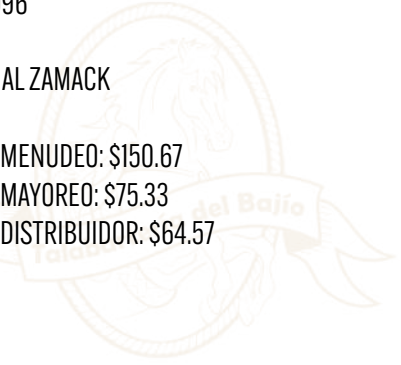 96
AL ZAMACK
MENUDEO: $150.67
MAYOREO: $75.33
DISTRIBUIDOR: $64.57
del Bajío